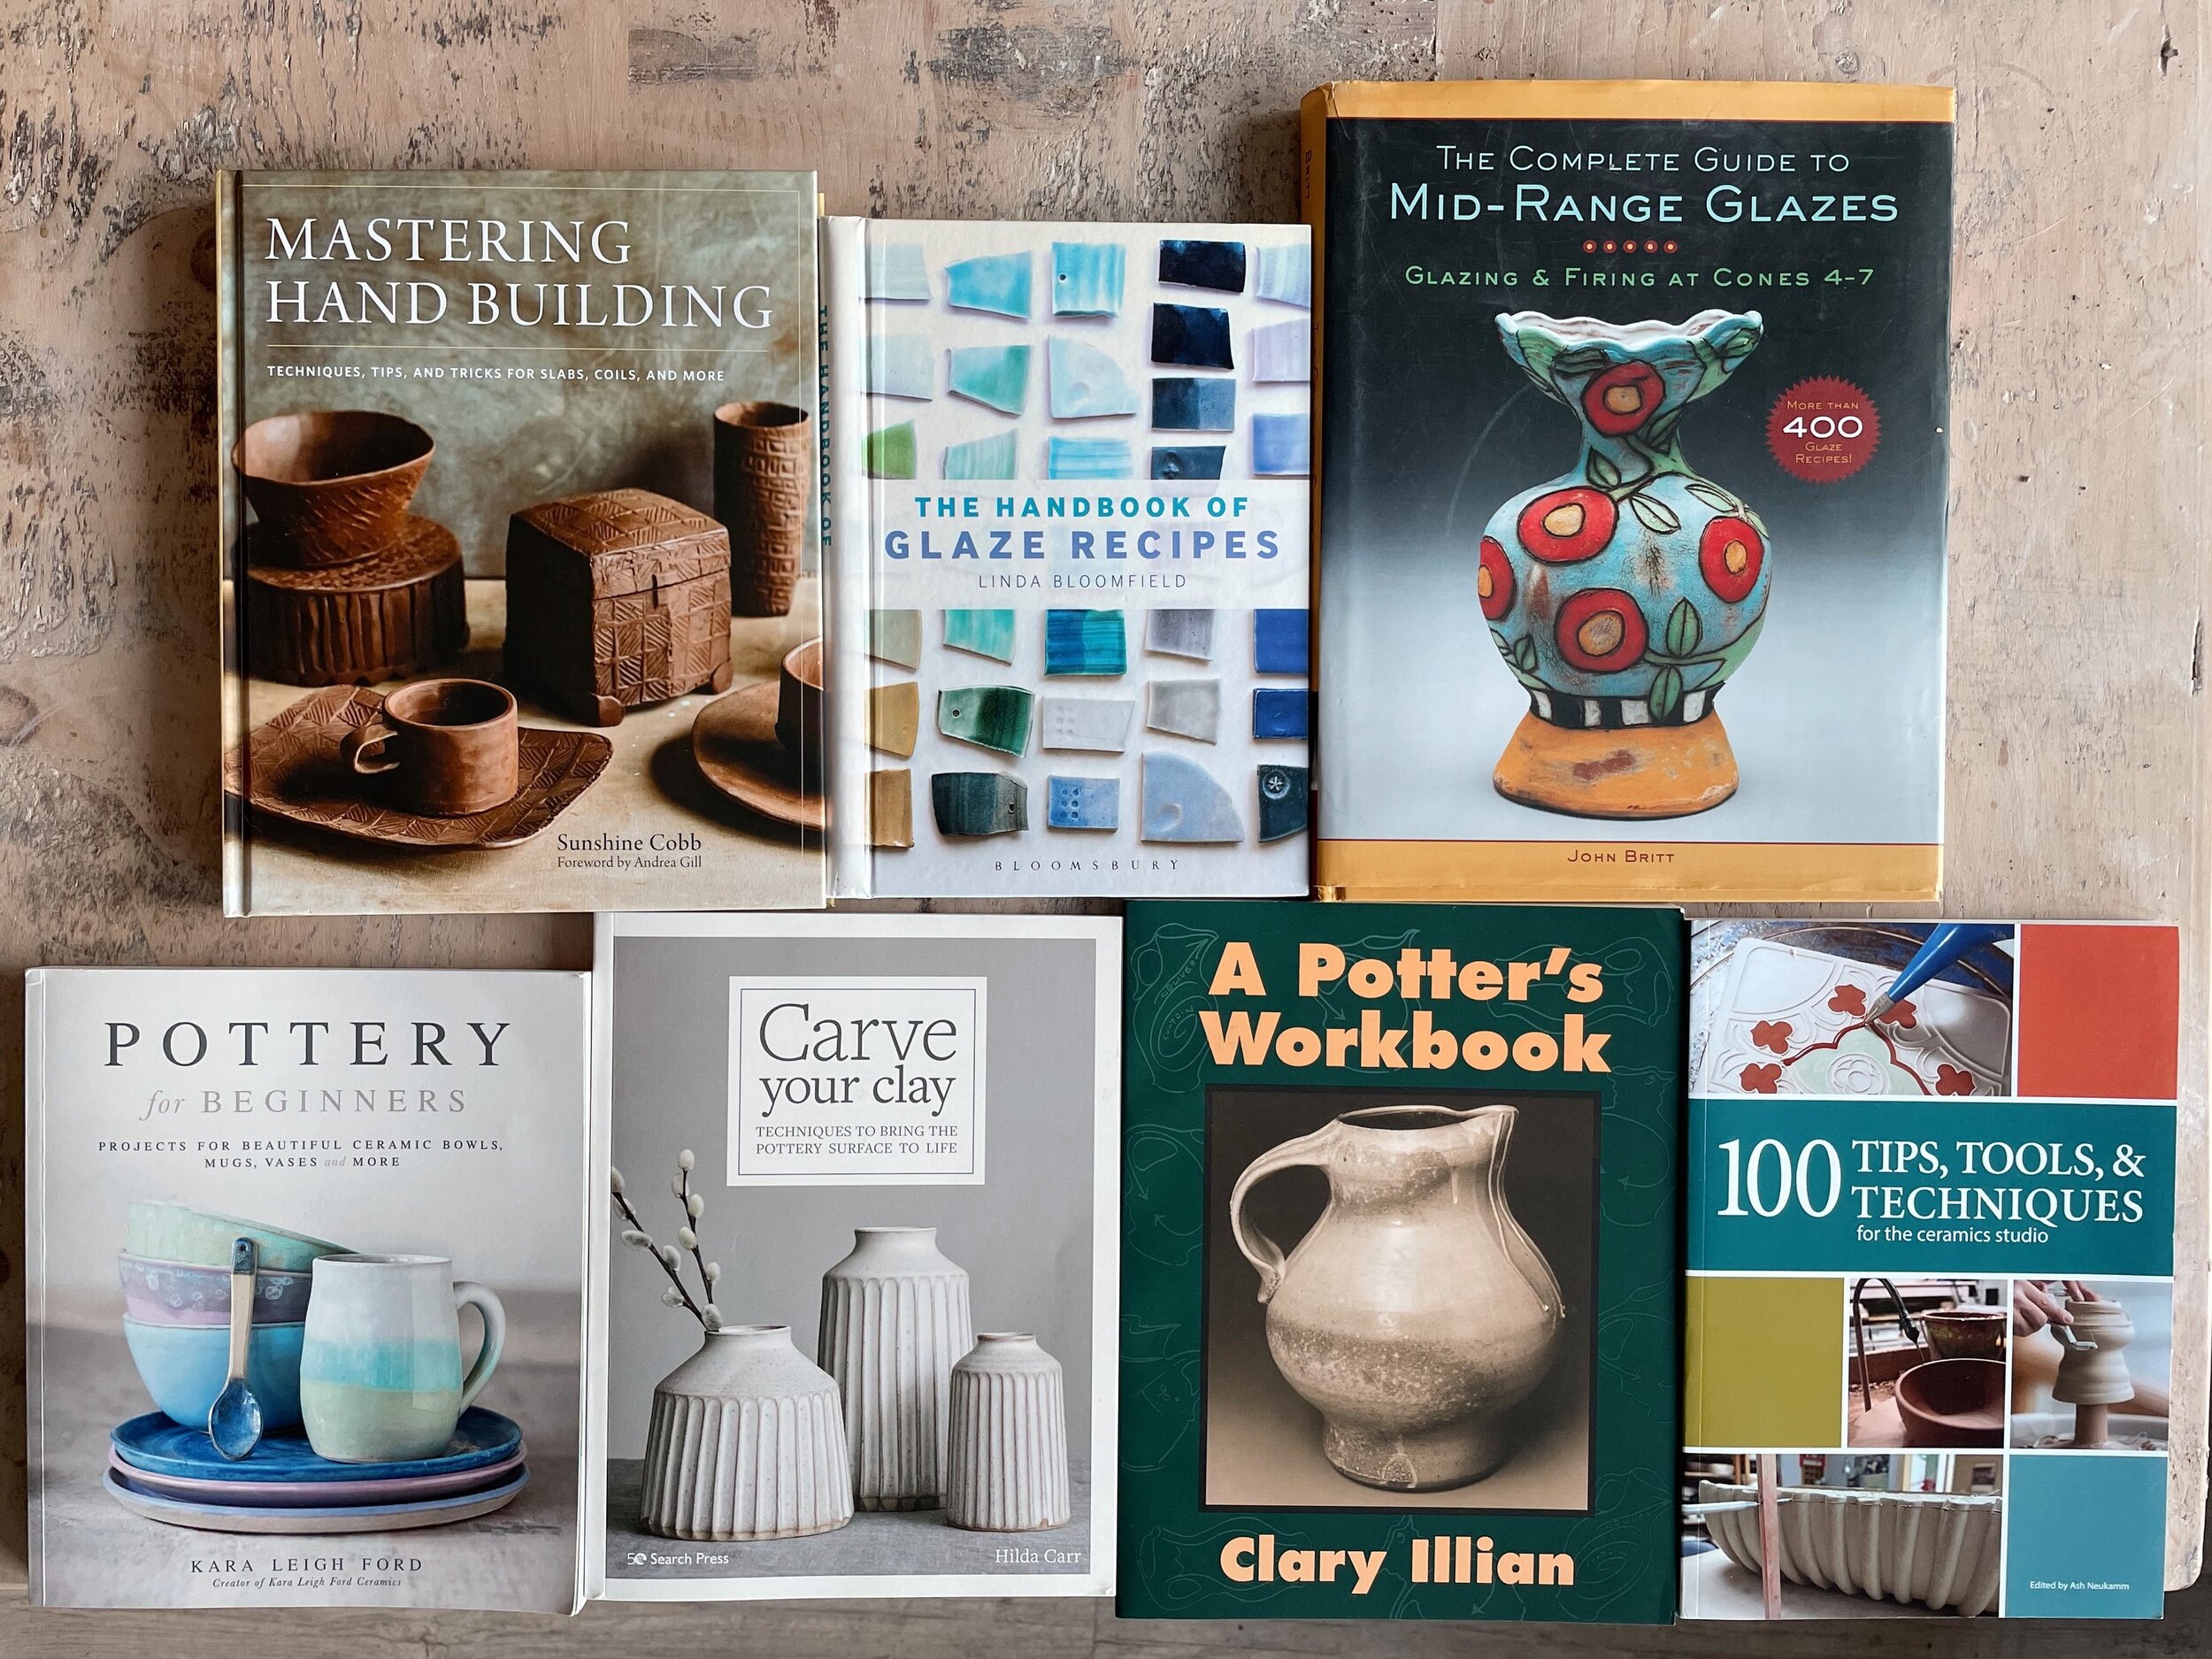 MASTERING
HAND BUILDING
TECHNIQUES, TIPS, AND TRICKS FOR SLABS, COILS, AND MORE
Sunshine Cobb
Foreword by Andrea Gill
THE HANDBOOK OF
THE HANDBOOK OF
GLAZE RECIPES
LINDA BLOOMFIELD
BLOOMSBURY
BRITT
THE COMPLETE GUIDE TO
MID-RANGE GLAZES
GLAZING & FIRING AT CONES 4-7
MORE THAN
400
GLAZE
RECIPES!
JOHN BRITT
POTTERY
for BEGINNERS
PROJECTS FOR BEAUTIFUL CERAMIC BOWLS,
MUGS, VASES and MORE
KARA LEIGH FORD
Creator of Kara Leigh Ford Ceramics
Carve
your clay
TECHNIQUES TO BRING THE
POTTERY SURFACE TO LIFE
Search Press
Hilda Carr
A Potter's
Workbook
Clary Illian
100 TIPS, TOOLS, &
TECHNIQUES
for the ceramics studio
Edited by Ash Neukamm